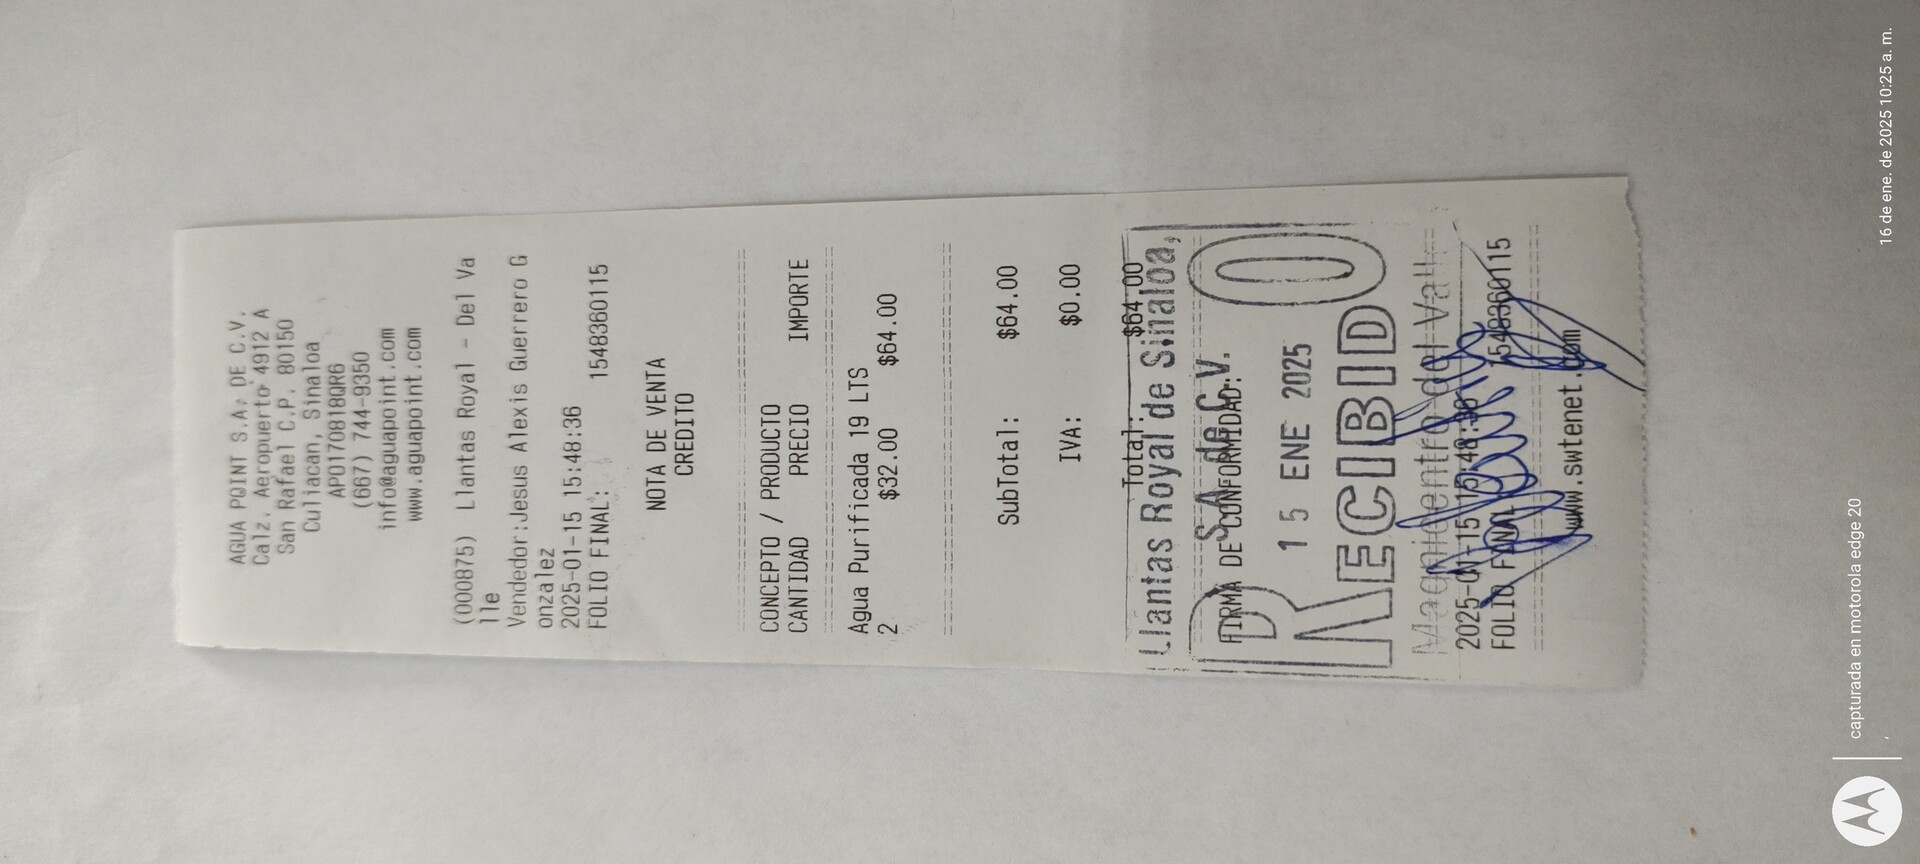 AGUA POINT S.A. DE C.V.
Calz. Aeropuerto 4912 A
San Rafael C.P. 80150
Culiacan, Sinaloa
APO170818QR6
(667) 744-9350
info@aguapoint.com
www.aguapoint.com
(000875) Llantas Royal - Del Va
lle
Vendedor:Jesus Alexis Guerrero G
onzalez
2025-01-15 15:48:36
FOLIO FINAL: 1548360115
NOTA DE VENTA
CREDITO
CONCEPTO / PRODUCTO
CANTIDAD PRECIO IMPORTE
Agua Purificada 19 LTS
2 $32.00 $64.00
SubTotal: $64.00
IVA: $0.00
Total: $64.00
Llantas Royal de Sinaloa,
S.A. de C.V.
FIRMA DE CONFORMIDAD:
15 ENE 2025
RECIBIDO
del Valle
2025-01-15 15:48:36
FOLIO FINAL 1548360115
www.swtenet.com
capturada en motorola edge 20
16 de ene. de 2025 10:25 a. m.